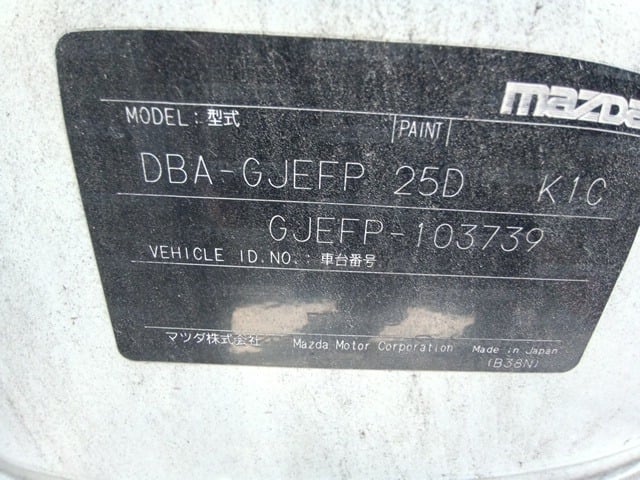 mazda
MODEL:型式 PAINT
DBA-GJEFP 25D K1C
GJEFP-103739
VEHICLE ID.NO.:車台番号
マツダ株式会社 Mazda Motor Corporation Made in Japan
(B38N)